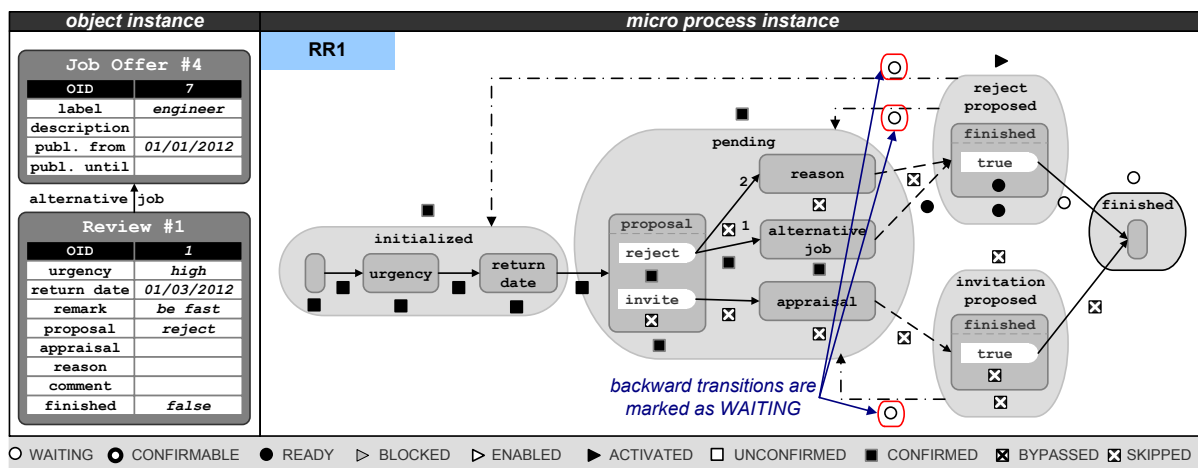 object instance
micro process instance
RR1
Job Offer #4
OID 7
label engineer
description
publ. from 01/01/2012
publ. until
alternative job
Review #1
OID 1
urgency high
return date 01/03/2012
remark be fast
proposal reject
appraisal
reason
comment
finished false
initialized
urgency
return
date
pending
proposal
reject
invite
2
1
reason
alternative
job
appraisal
reject
proposed
finished
true
finished
invitation
proposed
finished
true
backward transitions are
marked as WAITING
WAITING CONFIRMABLE READY BLOCKED ENABLED ACTIVATED UNCONFIRMED CONFIRMED BYPASSED SKIPPED